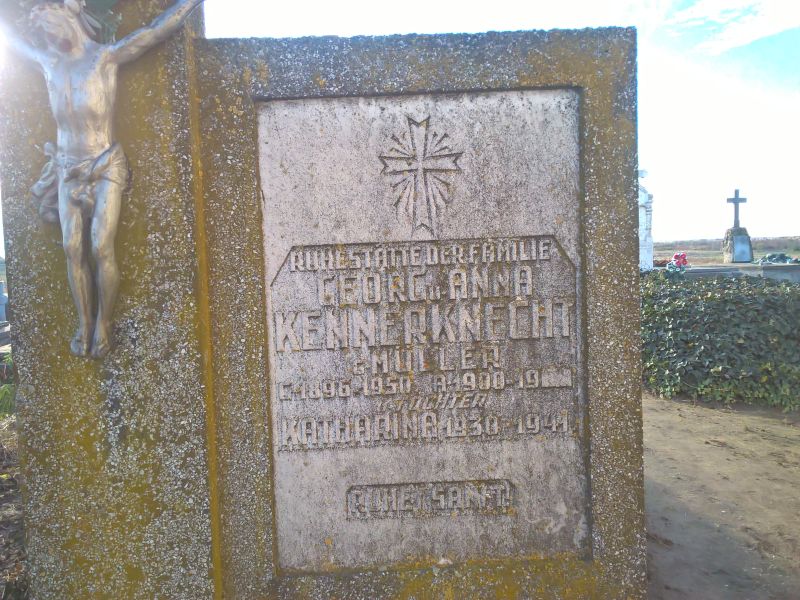 RUHESTÄTTE DER FAMILIE
GEORG U. ANNA
KENNERKNECHT
G. MÜLLER
G. 1896-1950 A. 1900-19
TOCHTER
KATHARINA 1930-1941.
RUHET SANFT!